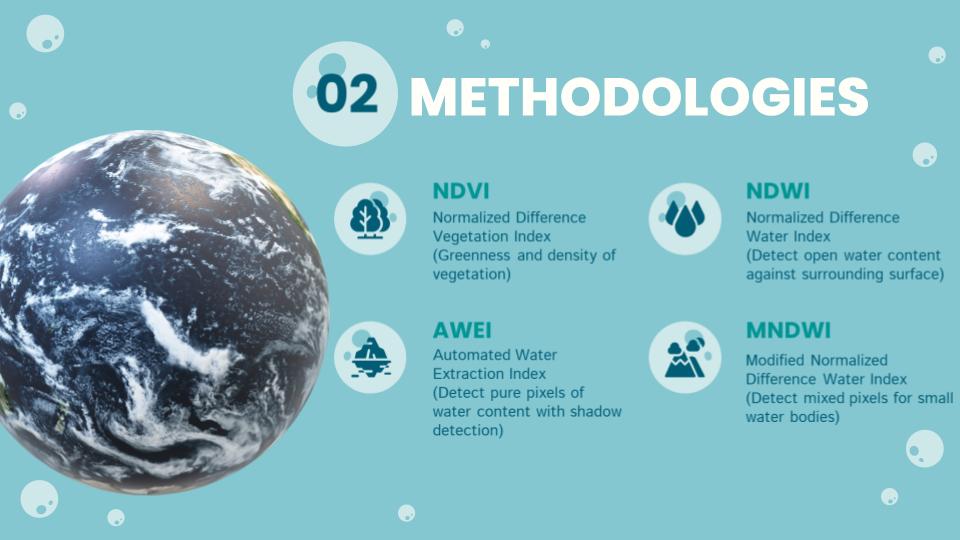 02 METHODOLOGIES
NDVI
Normalized Difference
Vegetation Index
(Greenness and density of
vegetation)
NDWI
Normalized Difference
Water Index
(Detect open water content
against surrounding surface)
AWEI
Automated Water
Extraction Index
(Detect pure pixels of
water content with shadow
detection)
MNDWI
Modified Normalized
Difference Water Index
(Detect mixed pixels for small
water bodies)